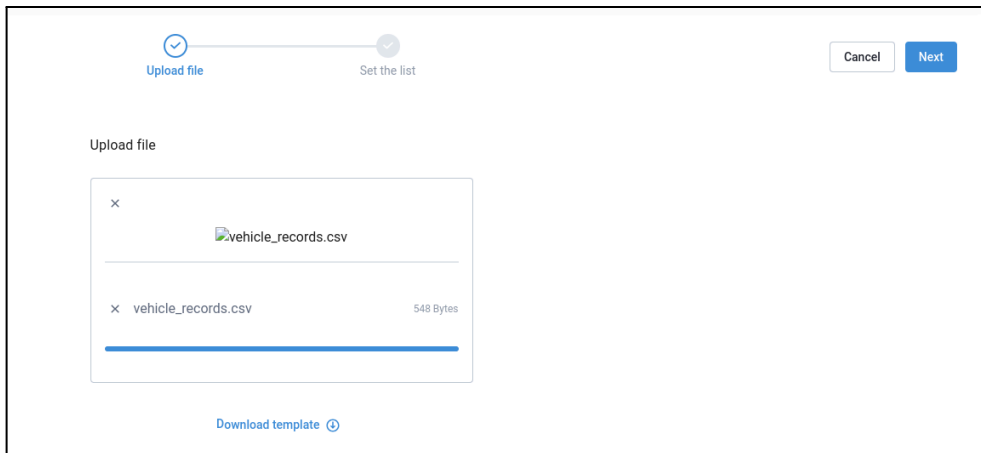 Upload file
Set the list
Cancel
Next
Upload file
vehicle_records.csv
vehicle_records.csv
548 Bytes
Download template